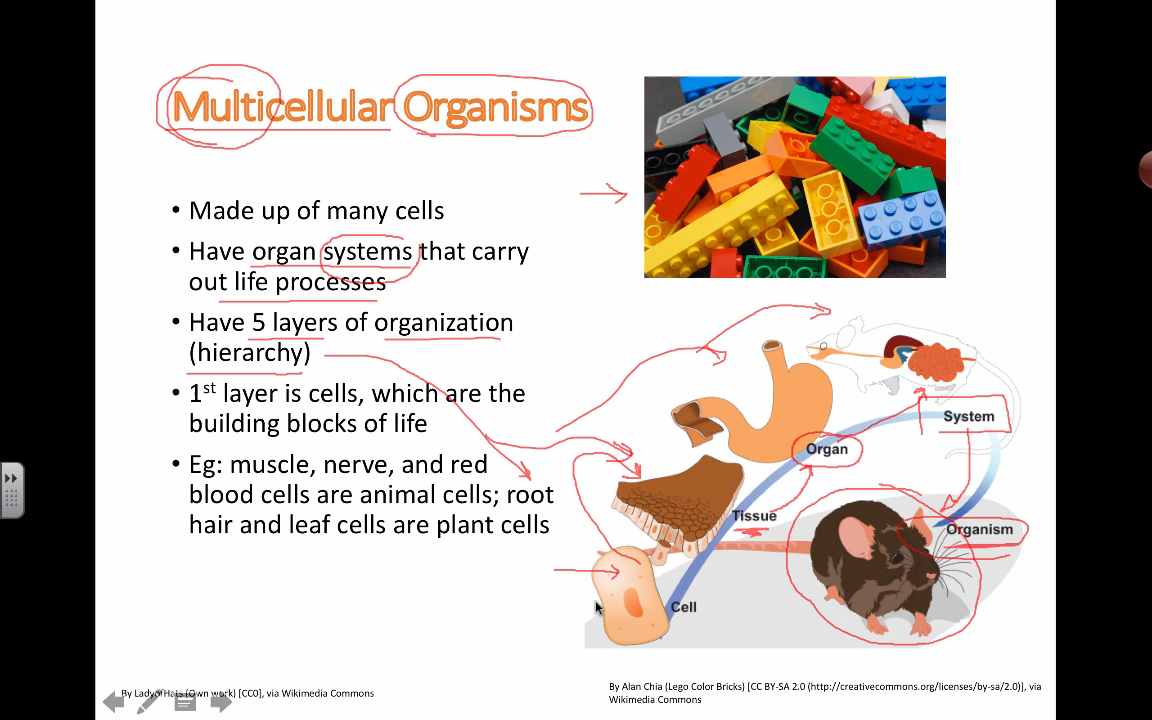 Multicellular Organisms
• Made up of many cells
• Have organ systems that carry
out life processes
• Have 5 layers of organization
(hierarchy)
• 1st layer is cells, which are the
building blocks of life
• Eg: muscle, nerve, and red
blood cells are animal cells; root
hair and leaf cells are plant cells
System
Organ
Tissue
Organism
Cell
By LadyofHats (Own work) [CC0], via Wikimedia Commons
By Alan Chia (Lego Color Bricks) [CC BY-SA 2.0 (http://creativecommons.org/licenses/by-sa/2.0)], via
Wikimedia Commons